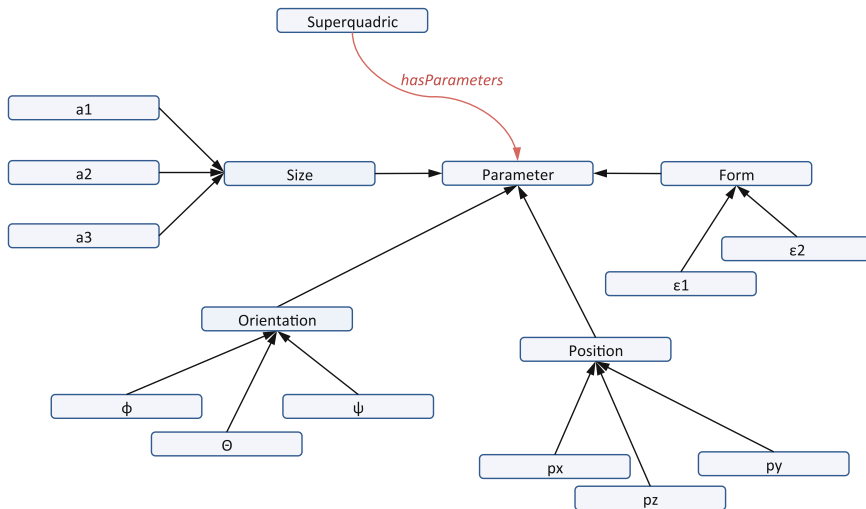 Superquadric
hasParameters
a1
a2
Size
Parameter
Form
a3
ε2
ε1
Orientation
Position
ϕ
ψ
Θ
px
py
pz